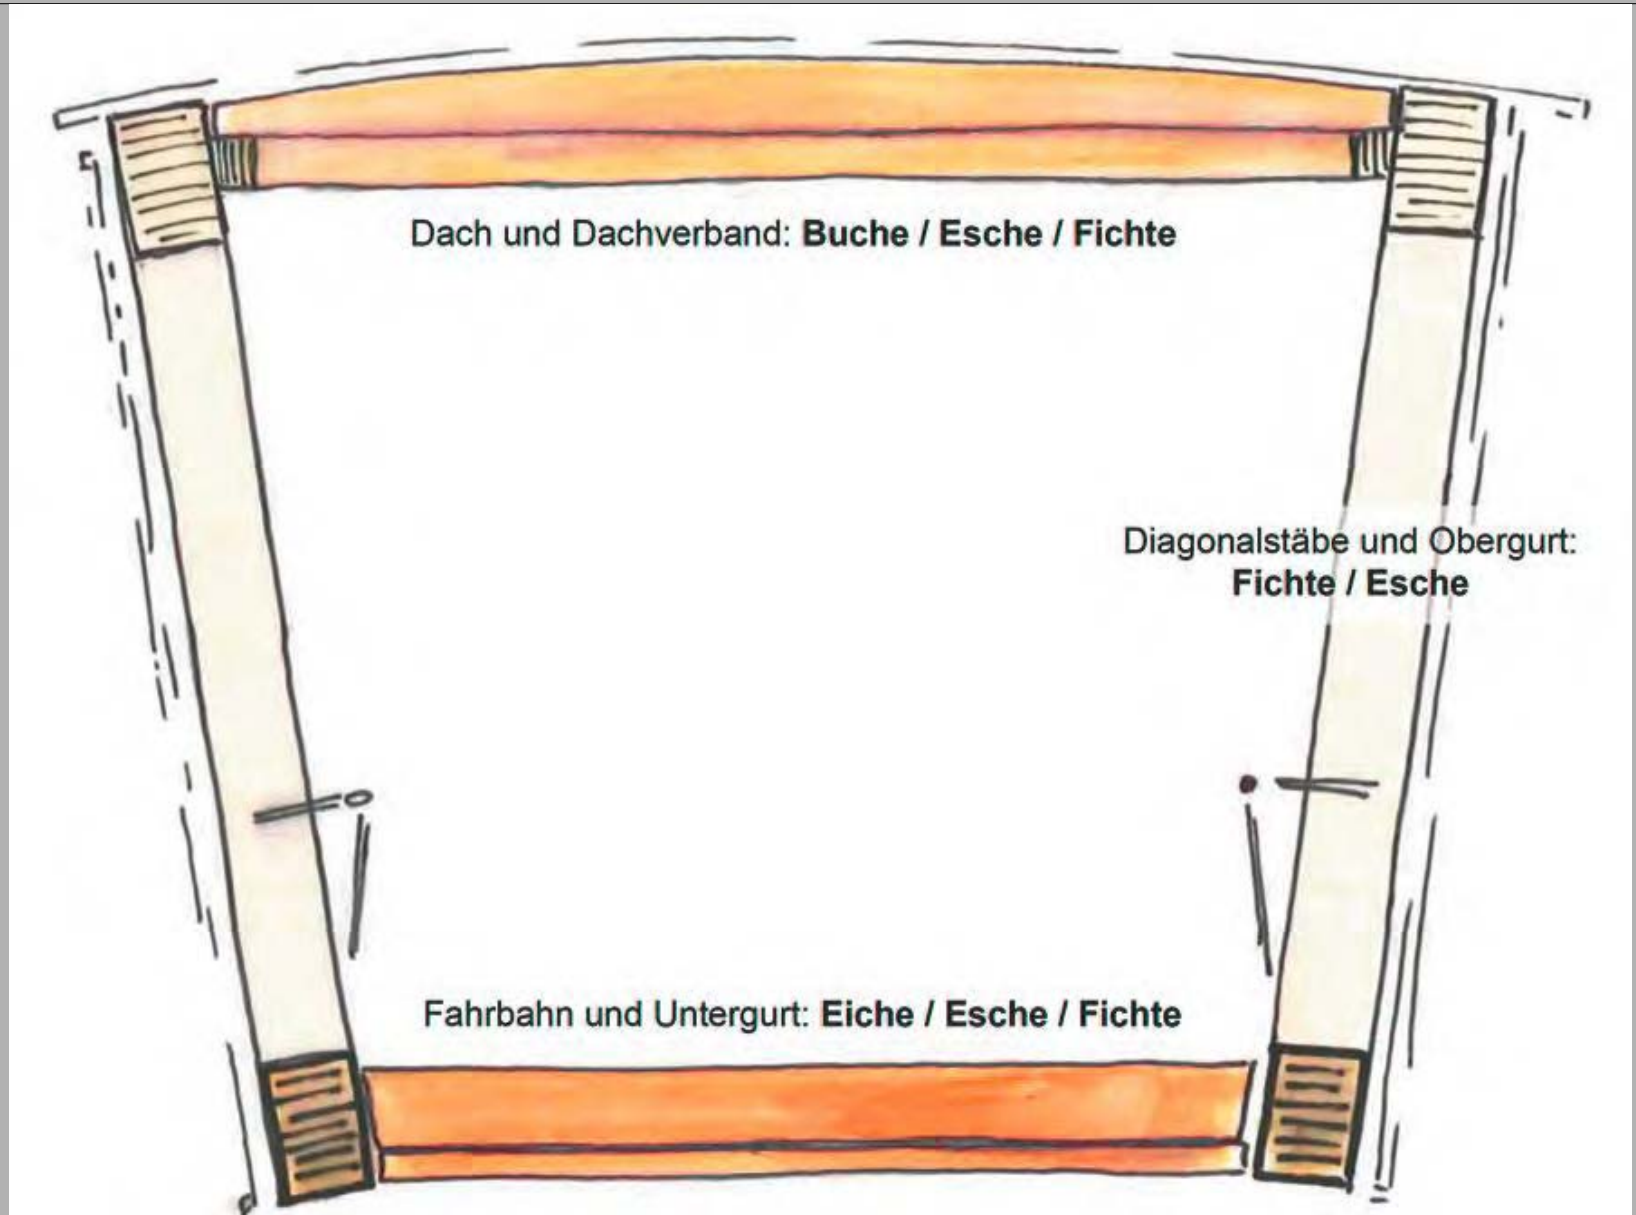 Dach und Dachverband: Buche / Esche / Fichte
Diagonalstäbe und Obergurt:
Fichte / Esche
Fahrbahn und Untergurt: Eiche / Esche / Fichte